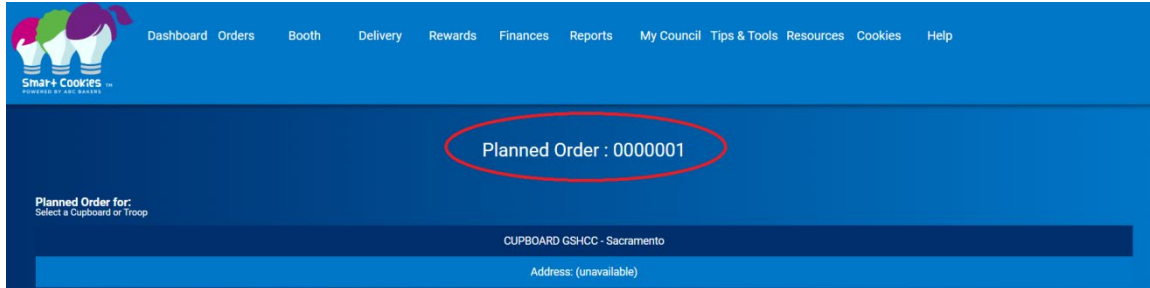 Dashboard Orders Booth Delivery Rewards Finances Reports My Council Tips & Tools Resources Cookies Help
Smart Cookies TM
POWERED BY ABC BAKERS
Planned Order : 0000001
Planned Order for:
Select a Cupboard or Troop
CUPBOARD GSHCC - Sacramento
Address: (unavailable)